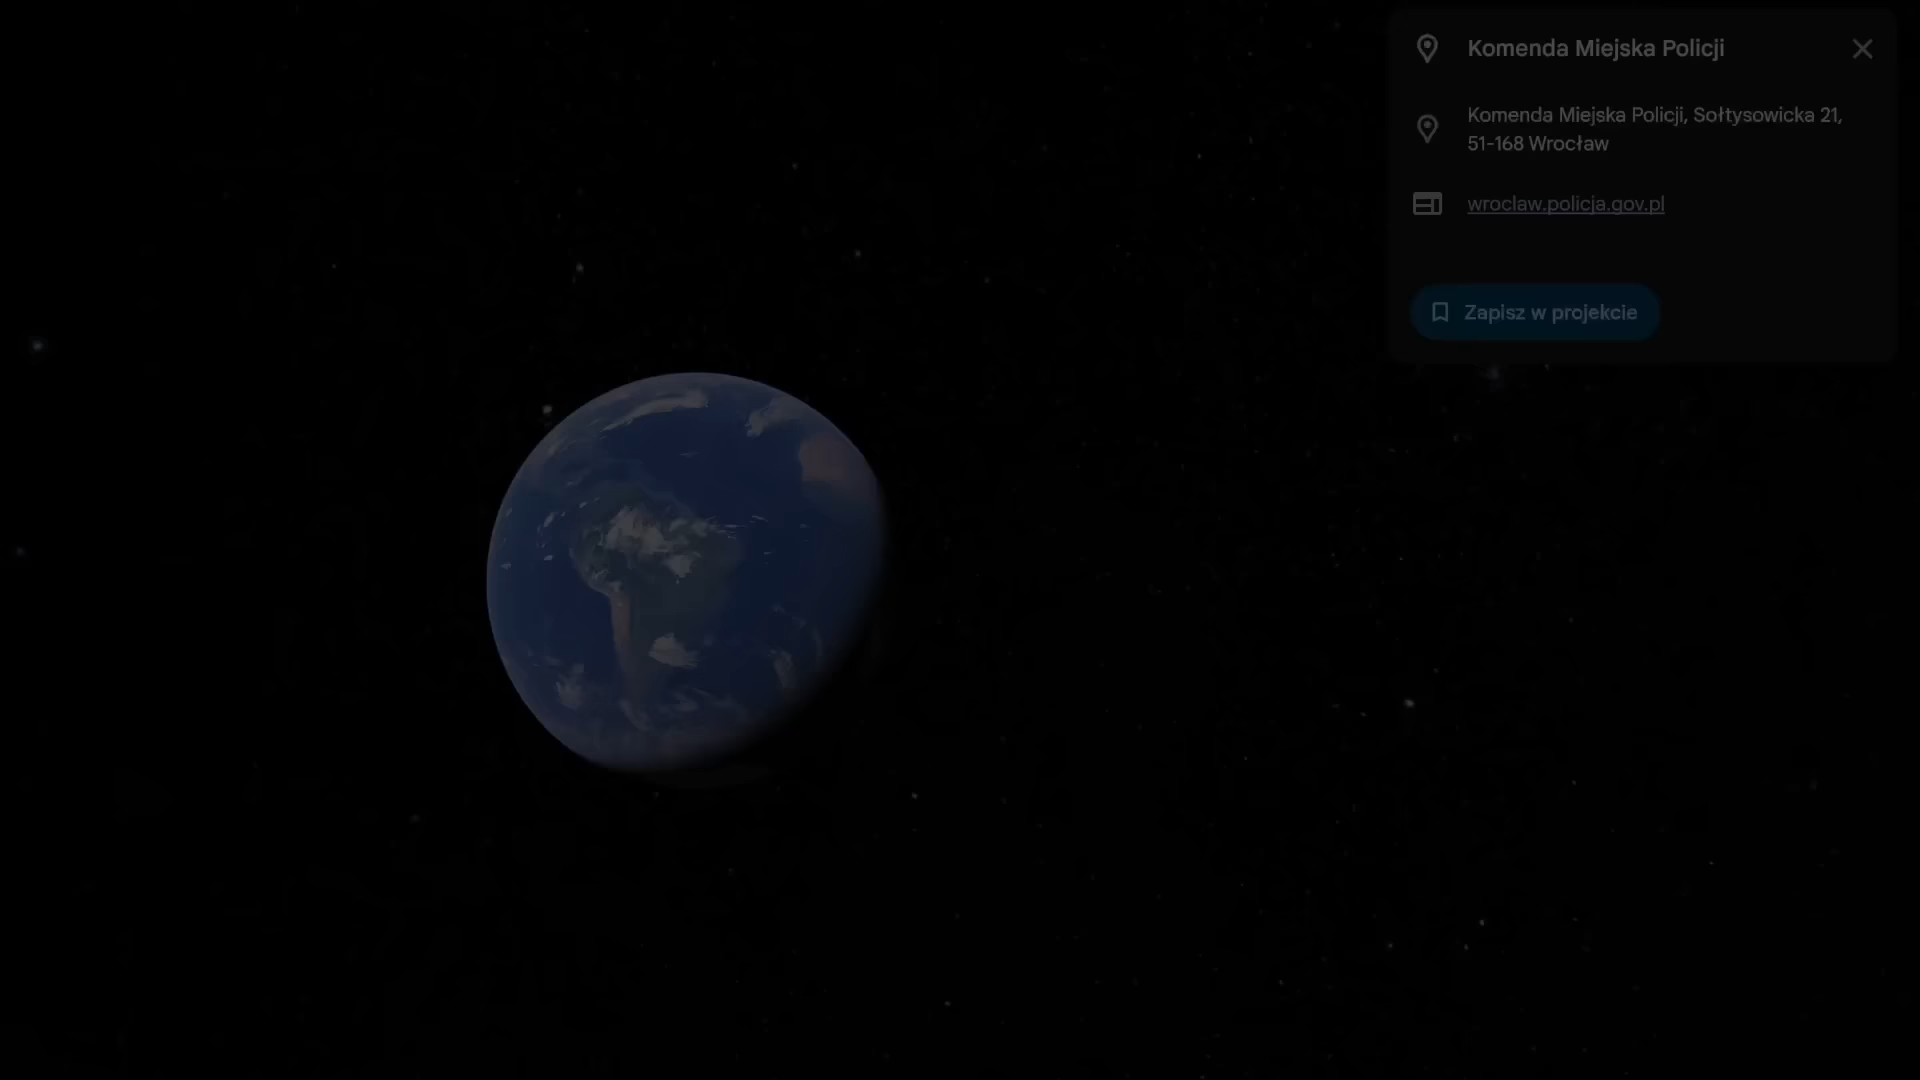 Komenda Miejska Policji
Komenda Miejska Policji, Sołtysowicka 21,
51-168 Wrocław
wroclaw.policja.gov.pl
Zapisz w projekcie